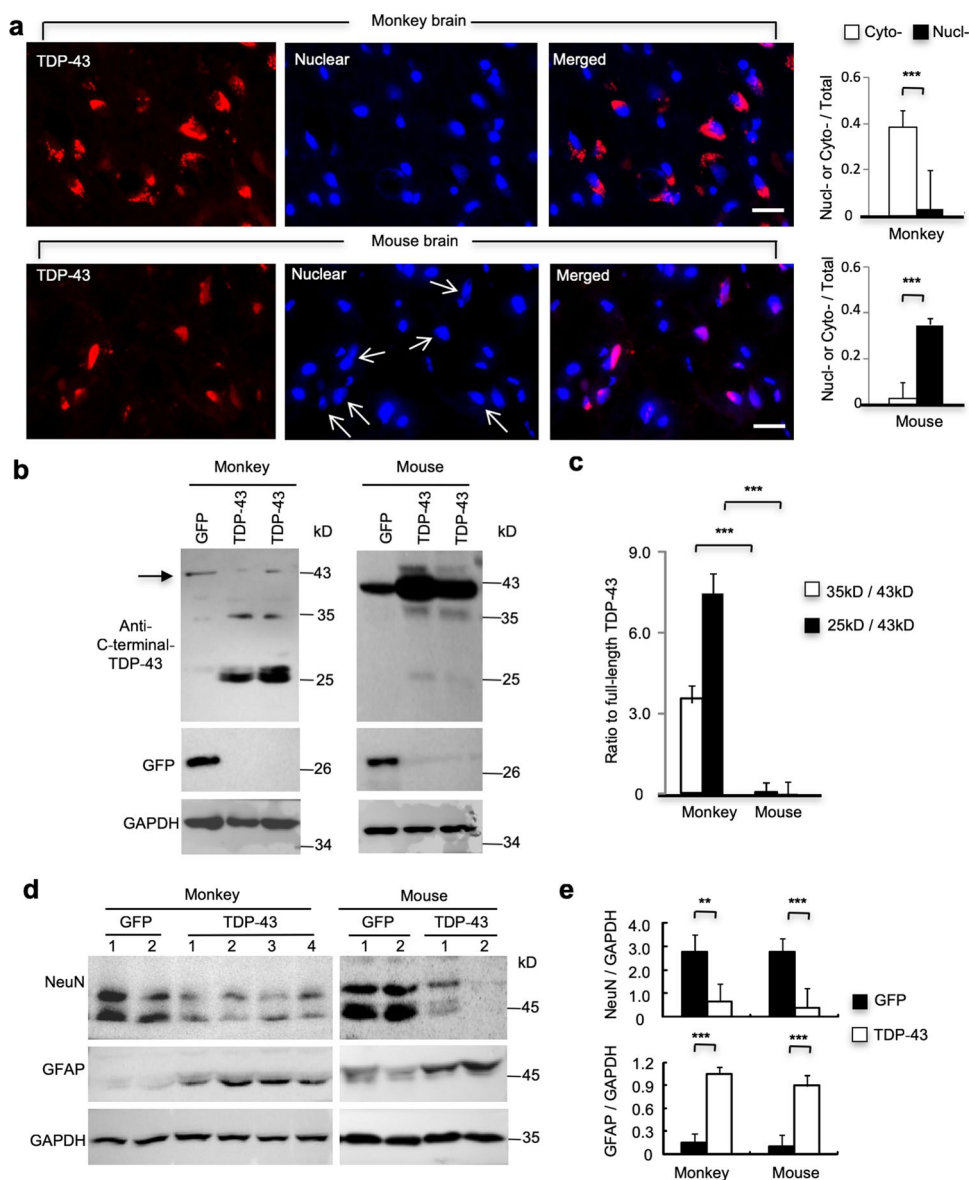 a
Monkey brain
TDP-43
Nuclear
Merged
Cyto- Nucl-
0.6
***
0.4
0.2
0
Nucl- or Cyto- / Total
Monkey
Mouse brain
TDP-43
Nuclear
Merged
0.6
***
0.4
0.2
0
Nucl- or Cyto- / Total
Mouse
b
Monkey
Mouse
GFP
TDP-43
TDP-43
kD
GFP
TDP-43
TDP-43
kD
43
35
25
43
35
25
Anti-
C-terminal-
TDP-43
GFP
26
26
GAPDH
34
34
c
***
***
9.0
6.0
3.0
0
Ratio to full-length TDP-43
35kD / 43kD
25kD / 43kD
Monkey Mouse
d
Monkey
Mouse
GFP TDP-43
GFP TDP-43
1 2 1 2 3 4
1 2 1 2
kD
NeuN
45
GFAP
45
GAPDH
35
e
** ***
4.0
3.0
2.0
1.0
0
NeuN / GAPDH
GFP
TDP-43
*** ***
1.2
0.9
0.6
0.3
0
GFAP / GAPDH
Monkey Mouse